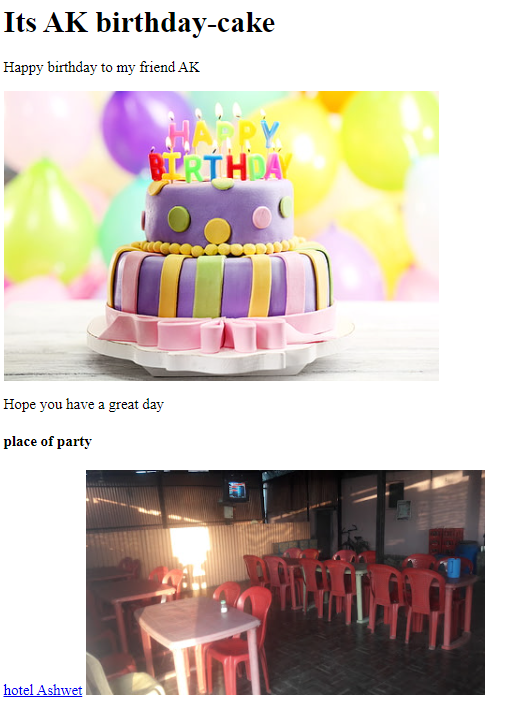 Its AK birthday-cake
Happy birthday to my friend AK
HAPPY
BIRTHDAY
Hope you have a great day
place of party
hotel Ashwet